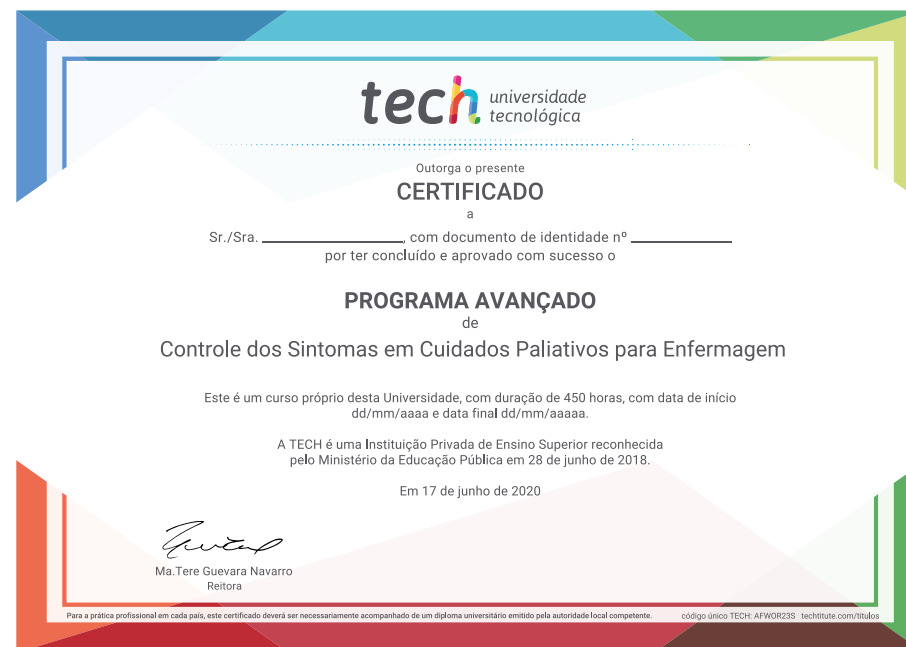 tech universidade
tecnológica
Outorga o presente
CERTIFICADO
a
Sr./Sra. ________________, com documento de identidade nº ____________
por ter concluído e aprovado com sucesso o
PROGRAMA AVANÇADO
de
Controle dos Sintomas em Cuidados Paliativos para Enfermagem
Este é um curso próprio desta Universidade, com duração de 450 horas, com data de início
dd/mm/aaaa e data final dd/mm/aaaaa.
A TECH é uma Instituição Privada de Ensino Superior reconhecida
pelo Ministério da Educação Pública em 28 de junho de 2018.
Em 17 de junho de 2020
Ma.Tere Guevara Navarro
Reitora
Para a prática profissional em cada país, este certificado deverá ser necessariamente acompanhado de um diploma universitário emitido pela autoridade local competente. código único TECH: AFWOR23S techtitute.com/titulos